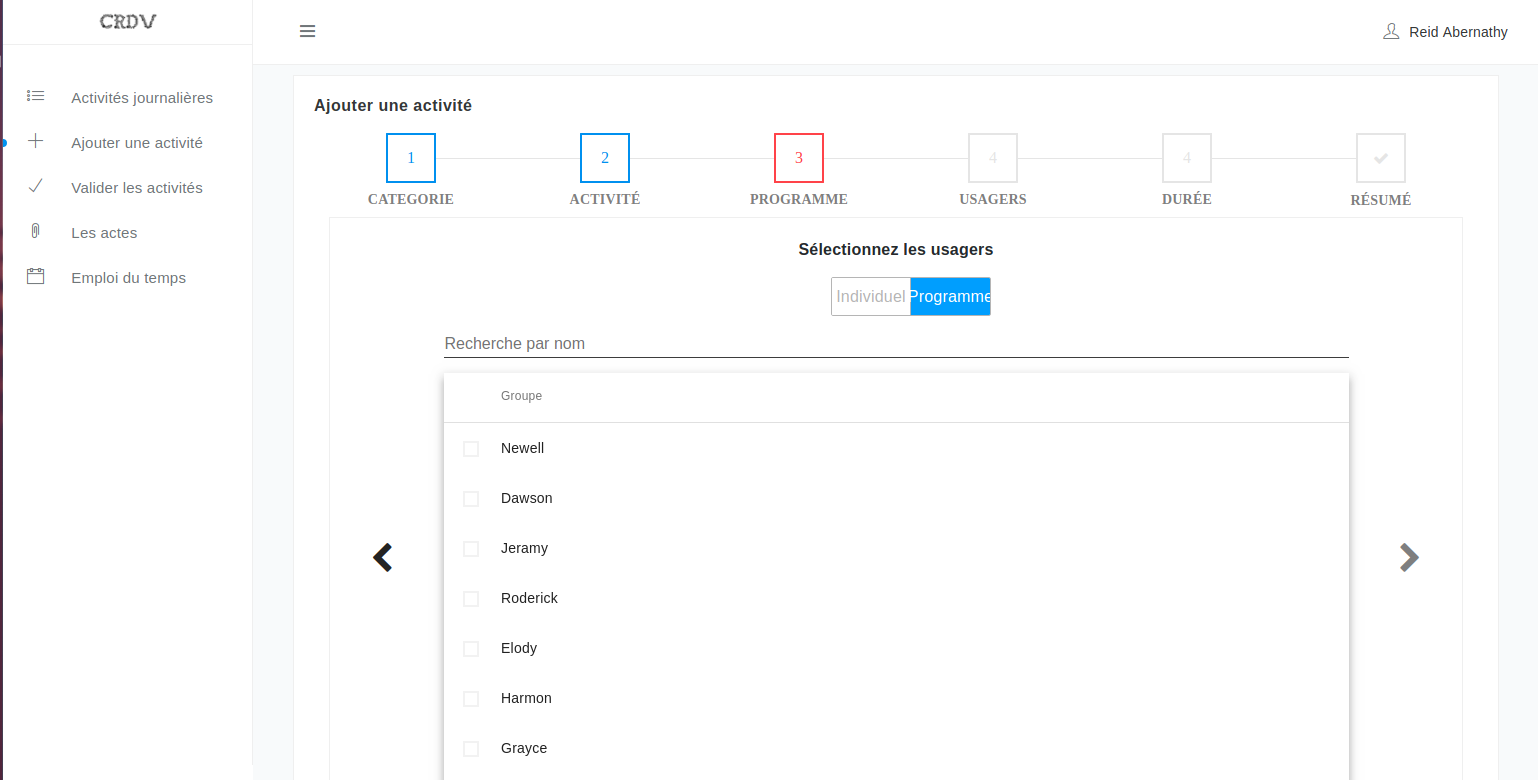 CRDV
Reid Abernathy
Activités journalières
Ajouter une activité
Valider les activités
Les actes
Emploi du temps
Ajouter une activité
1
2
3
4
4
CATEGORIE
ACTIVITÉ
PROGRAMME
USAGERS
DURÉE
RÉSUMÉ
Sélectionnez les usagers
Individuel
Programme
Recherche par nom
Groupe
Newell
Dawson
Jeramy
Roderick
Elody
Harmon
Grayce